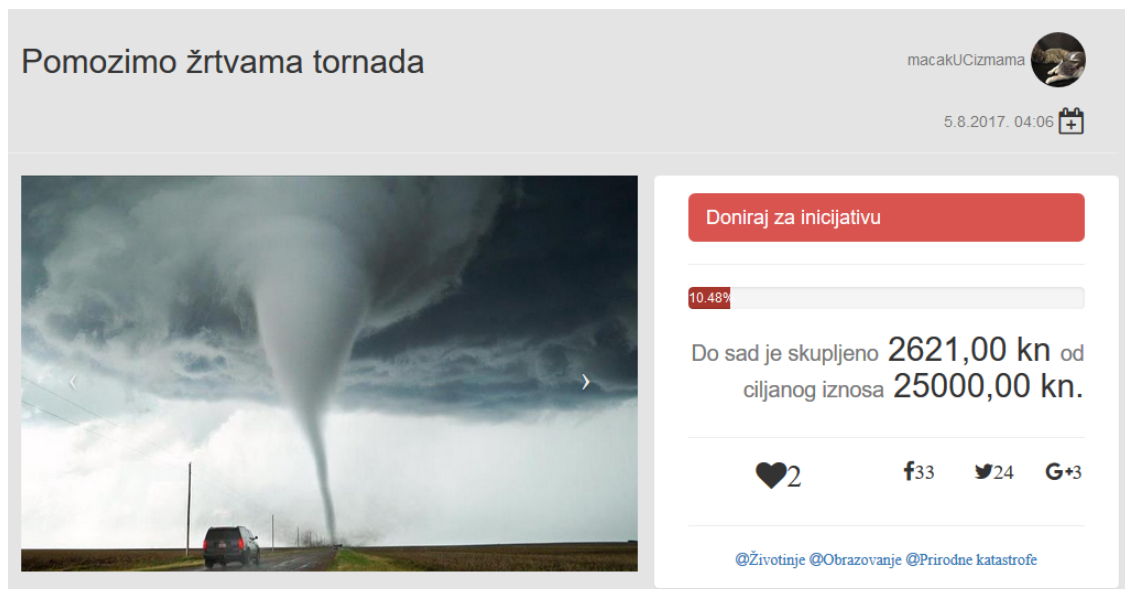 Pomozimo žrtvama tornada
macakUCizmama
5.8.2017. 04:06
Doniraj za inicijativu
10.48%
Do sad je skupljeno 2621,00 kn od
ciljanog iznosa 25000,00 kn.
2 33 24 G+3
@Životinje @Obrazovanje @Prirodne katastrofe